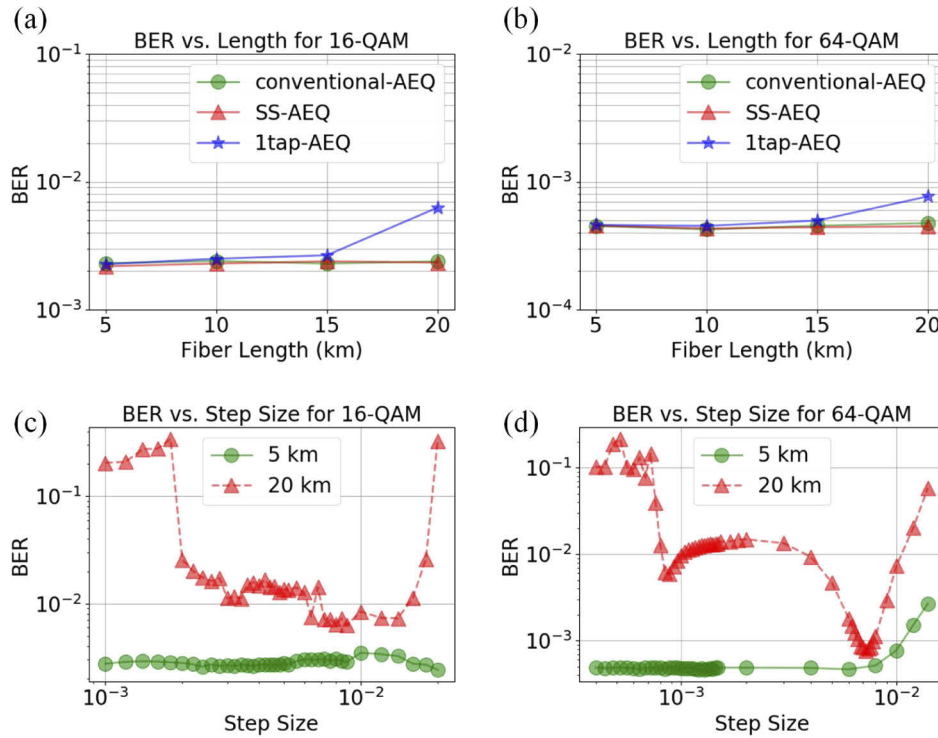 (a)
BER vs. Length for 16-QAM
10⁻¹
conventional-AEQ
SS-AEQ
1tap-AEQ
BER
10⁻²
10⁻³
5 10 15 20
Fiber Length (km)
(b)
BER vs. Length for 64-QAM
10⁻²
conventional-AEQ
SS-AEQ
1tap-AEQ
BER
10⁻³
10⁻⁴
5 10 15 20
Fiber Length (km)
(c)
BER vs. Step Size for 16-QAM
5 km
20 km
BER
10⁻¹
10⁻²
10⁻³ 10⁻²
Step Size
(d)
BER vs. Step Size for 64-QAM
5 km
20 km
BER
10⁻¹
10⁻²
10⁻³
10⁻³ 10⁻²
Step Size